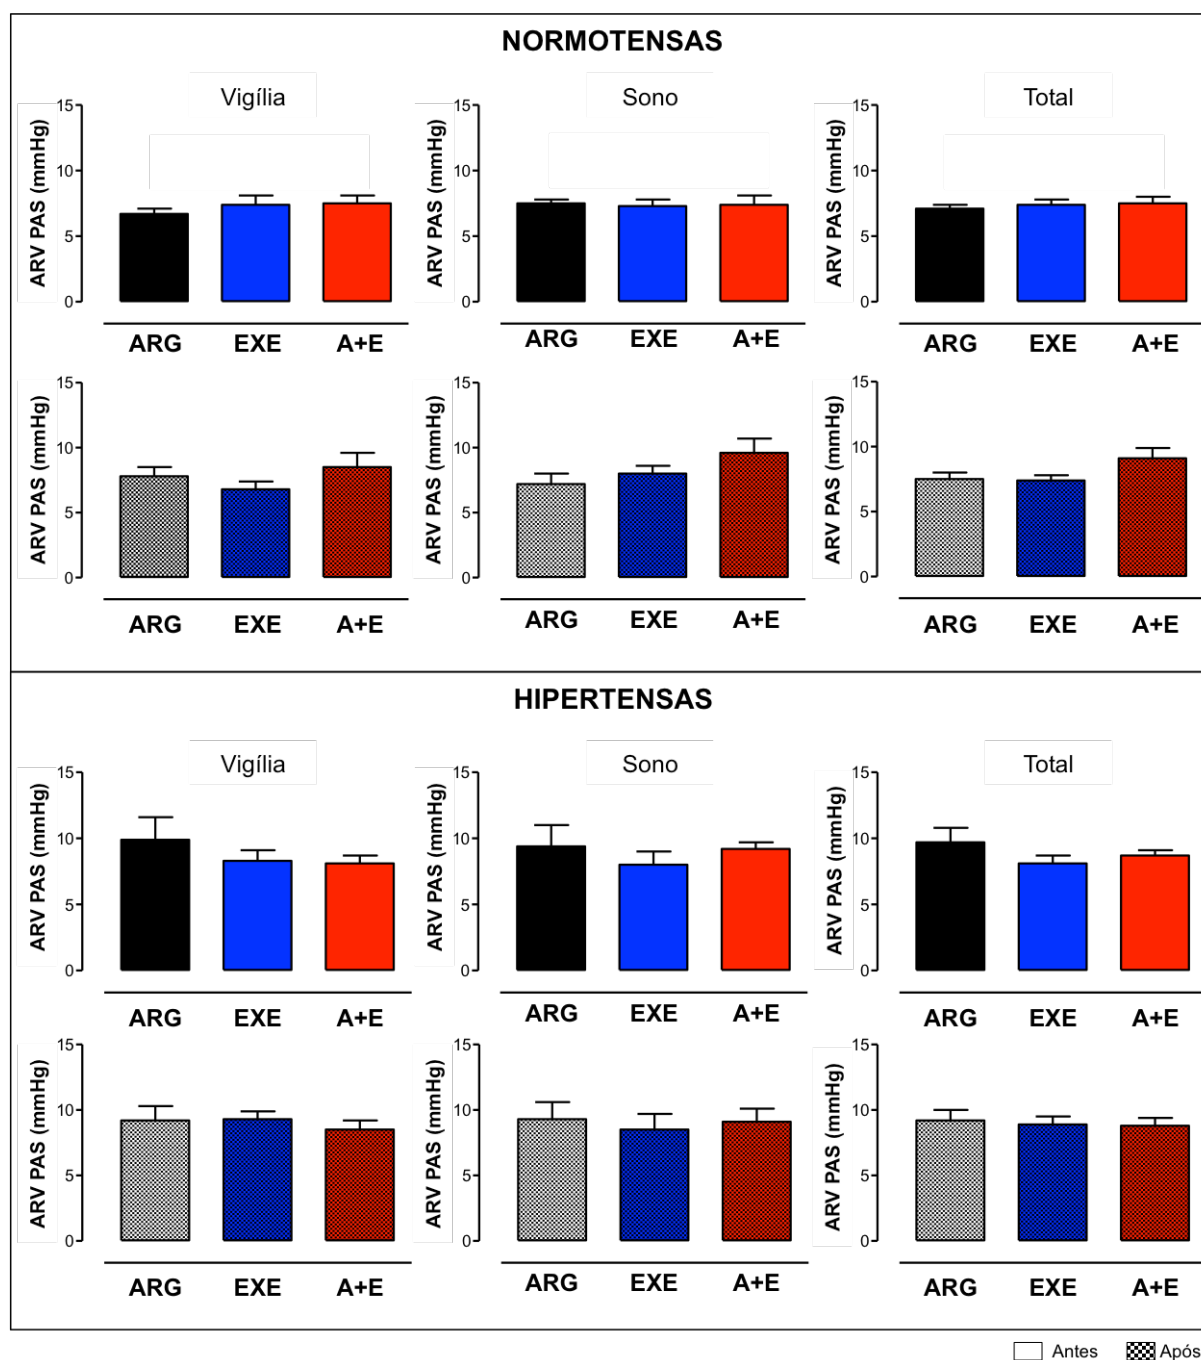 NORMOTENSAS
Vigília Sono Total
ARV PAS (mmHg) 15 10 5 0 ARV PAS (mmHg) 15 10 5 0 ARV PAS (mmHg) 15 10 5 0
ARG EXE A+E ARG EXE A+E ARG EXE A+E
ARV PAS (mmHg) 15 10 5 0 ARV PAS (mmHg) 15 10 5 0 ARV PAS (mmHg) 15 10 5 0
ARG EXE A+E ARG EXE A+E ARG EXE A+E
HIPERTENSAS
Vigília Sono Total
ARV PAS (mmHg) 15 10 5 0 ARV PAS (mmHg) 15 10 5 0 ARV PAS (mmHg) 15 10 5 0
ARG EXE A+E ARG EXE A+E ARG EXE A+E
ARV PAS (mmHg) 15 10 5 0 ARV PAS (mmHg) 15 10 5 0 ARV PAS (mmHg) 15 10 5 0
ARG EXE A+E ARG EXE A+E ARG EXE A+E
Antes Após